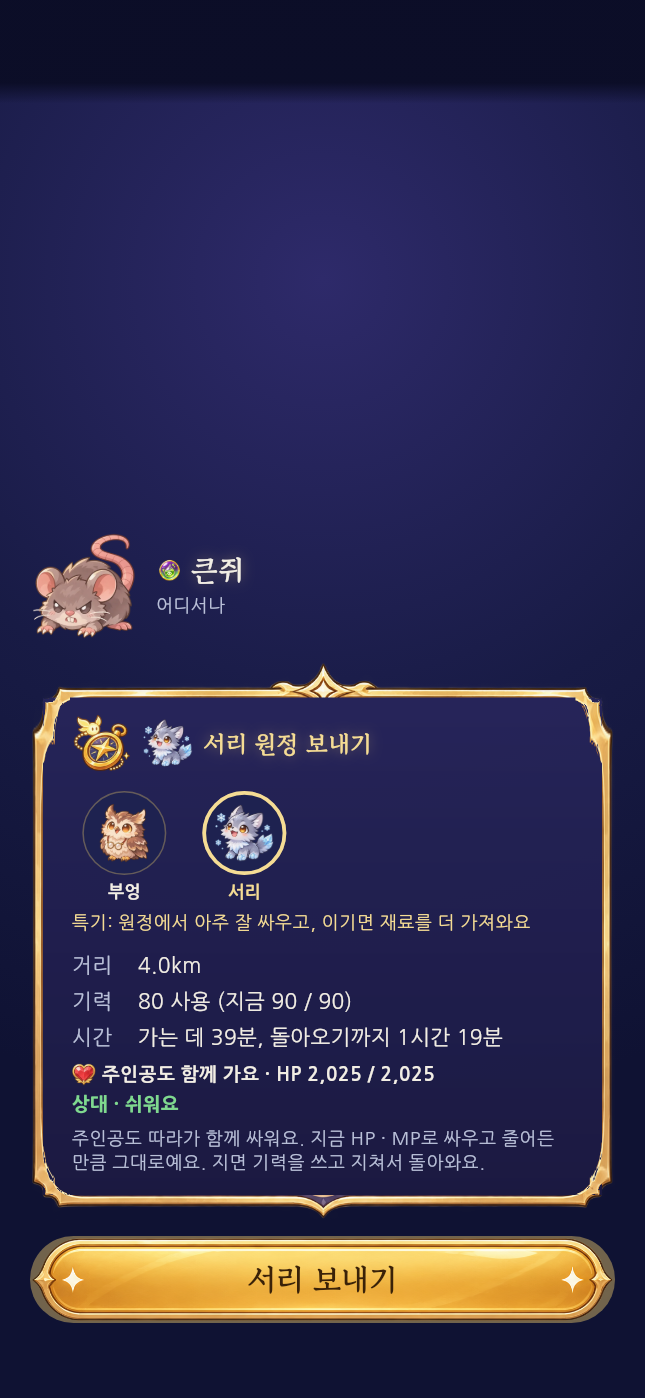 큰쥐
어디서나
서리 원정 보내기
부엉
서리
특기: 원정에서 아주 잘 싸우고, 이기면 재료를 더 가져와요
거리 4.0km
기력 80 사용 (지금 90 / 90)
시간 가는 데 39분, 돌아오기까지 1시간 19분
주인공도 함께 가요 · HP 2,025 / 2,025
상대 · 쉬워요
주인공도 따라가 함께 싸워요. 지금 HP · MP로 싸우고 줄어든
만큼 그대로예요. 지면 기력을 쓰고 지쳐서 돌아와요.
서리 보내기